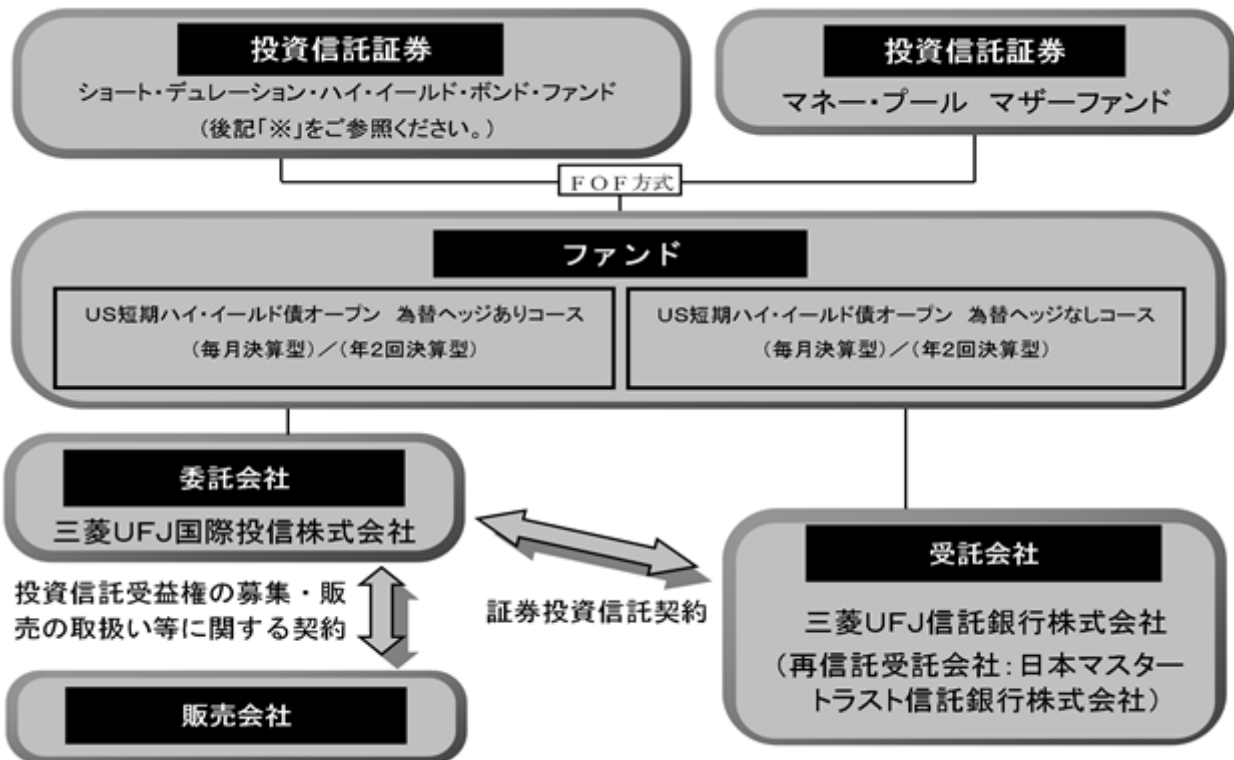 投資信託証券
ショート・デュレーション・ハイ・イールド・ボンド・ファンド
(後記「※」をご参照ください。)
投資信託証券
マネー・プール マザーファンド
FOF方式
ファンド
US短期ハイ・イールド債オープン 為替ヘッジありコース
(毎月決算型)/(年2回決算型)
US短期ハイ・イールド債オープン 為替ヘッジなしコース
(毎月決算型)/(年2回決算型)
委託会社
三菱UFJ国際投信株式会社
投資信託受益権の募集・販
売の取扱い等に関する契約
証券投資信託契約
受託会社
三菱UFJ信託銀行株式会社
(再信託受託会社:日本マスター
トラスト信託銀行株式会社)
販売会社